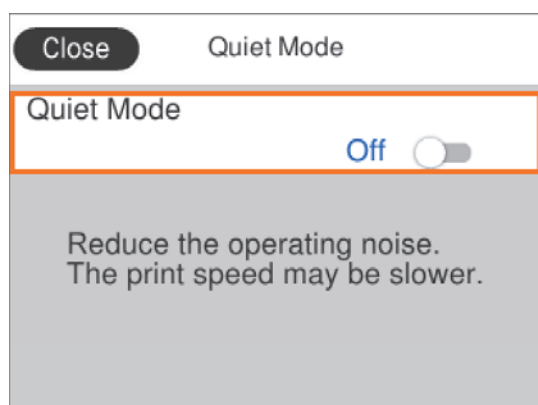 Close Quiet Mode
Quiet Mode
Off
Reduce the operating noise.
The print speed may be slower.